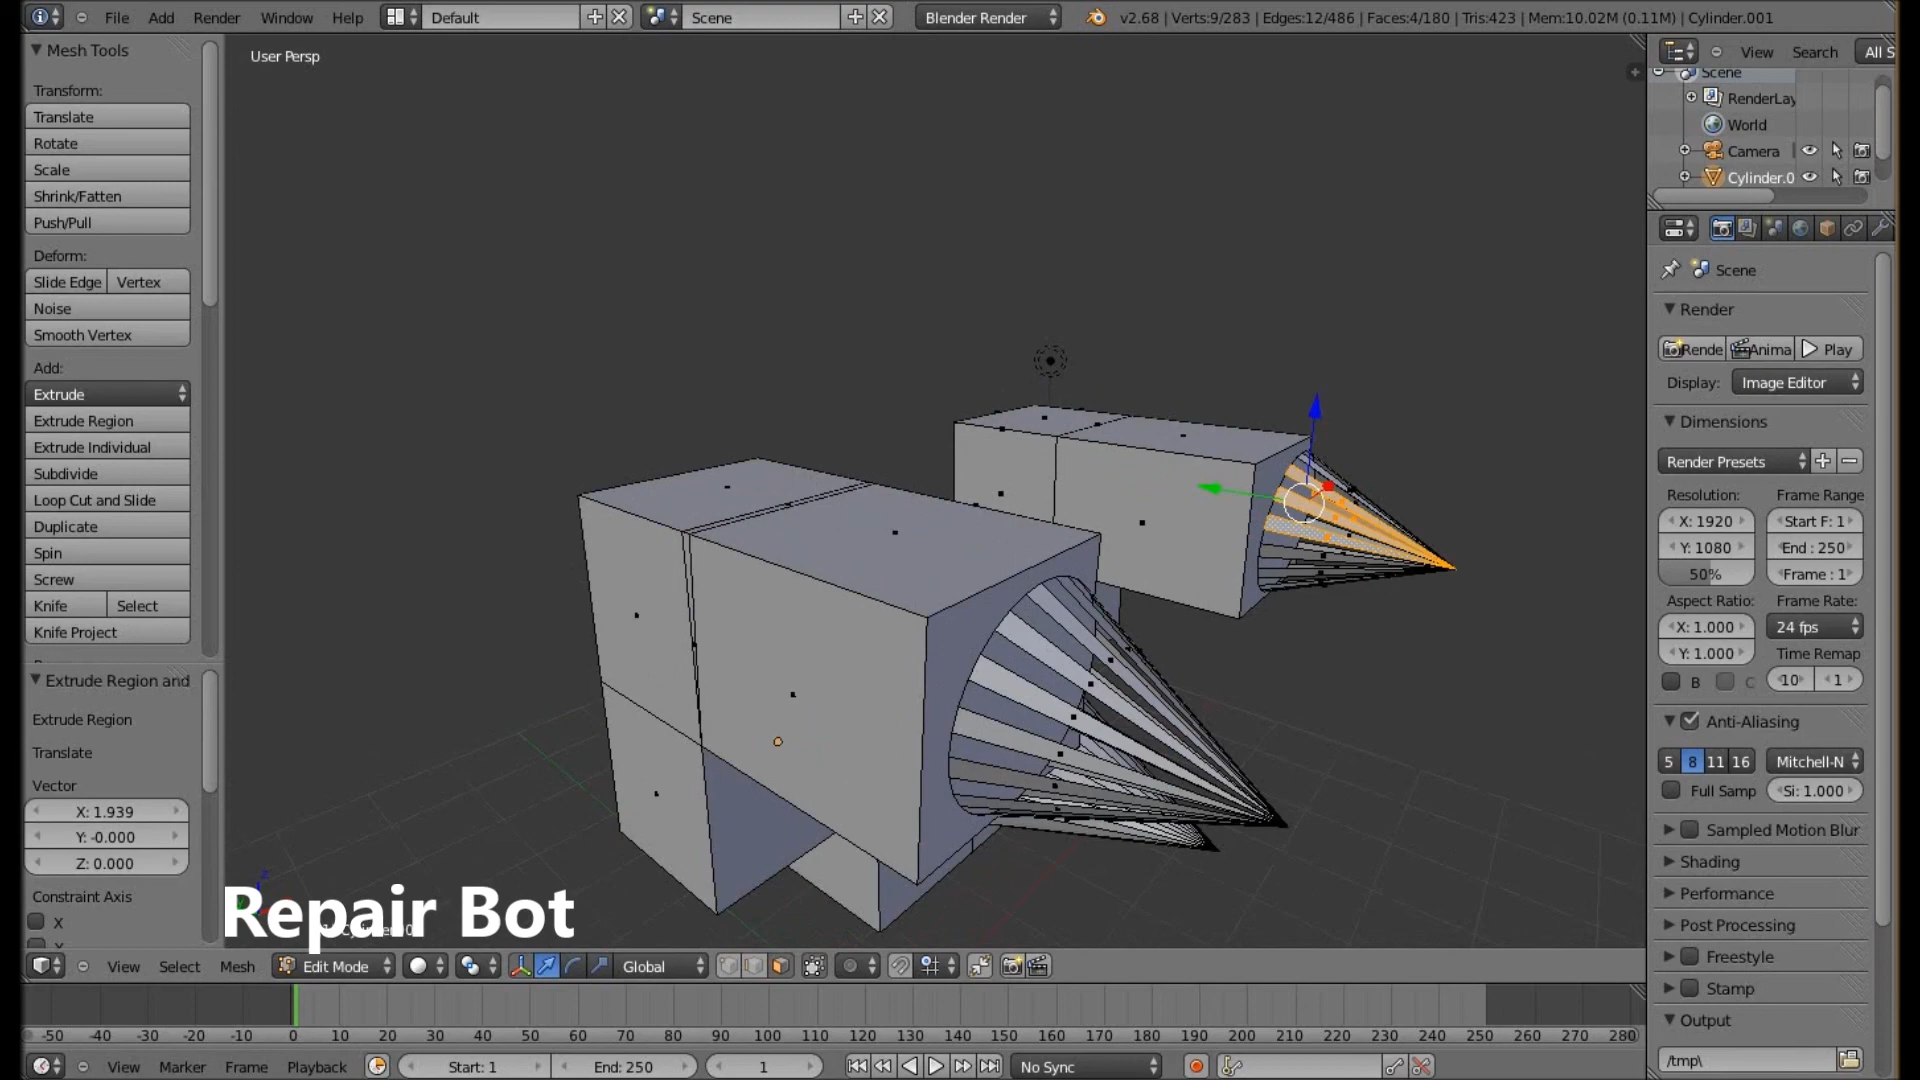 File Add Render Window Help Default Scene Blender Render v2.68 | Verts:9/283 | Edges:12/486 | Faces:4/180 | Tris:423 | Mem:10.02M (0.11M) | Cylinder.001
Mesh Tools
Transform:
Translate
Rotate
Scale
Shrink/Fatten
Push/Pull
Deform:
Slide Edge Vertex
Noise
Smooth Vertex
Add:
Extrude
Extrude Region
Extrude Individual
Subdivide
Loop Cut and Slide
Duplicate
Spin
Screw
Knife Select
Knife Project
Extrude Region and
Extrude Region
Translate
Vector
X: 1.939
Y: -0.000
Z: 0.000
Constraint Axis
X
Y
User Persp
Repair Bot
View Select Mesh Edit Mode Global
-50 -40 -30 -20 -10 0 10 20 30 40 50 60 70 80 90 100 110 120 130 140 150 160 170 180 190 200 210 220 230 240 250 260 270 280
View Marker Frame Playback Start: 1 End: 250 1 No Sync
View Search All S
Scene
RenderLay
World
Camera
Cylinder.0
Scene
Render
Rende Anima Play
Display: Image Editor
Dimensions
Render Presets
Resolution: Frame Range
X: 1920 Start F: 1
Y: 1080 End : 250
50% Frame : 1
Aspect Ratio: Frame Rate:
X: 1.000 24 fps
Y: 1.000 Time Remap
B C 10 1
Anti-Aliasing
5 8 11 16 Mitchell-N
Full Samp Si: 1.000
Sampled Motion Blur
Shading
Performance
Post Processing
Freestyle
Stamp
Output
/tmp\